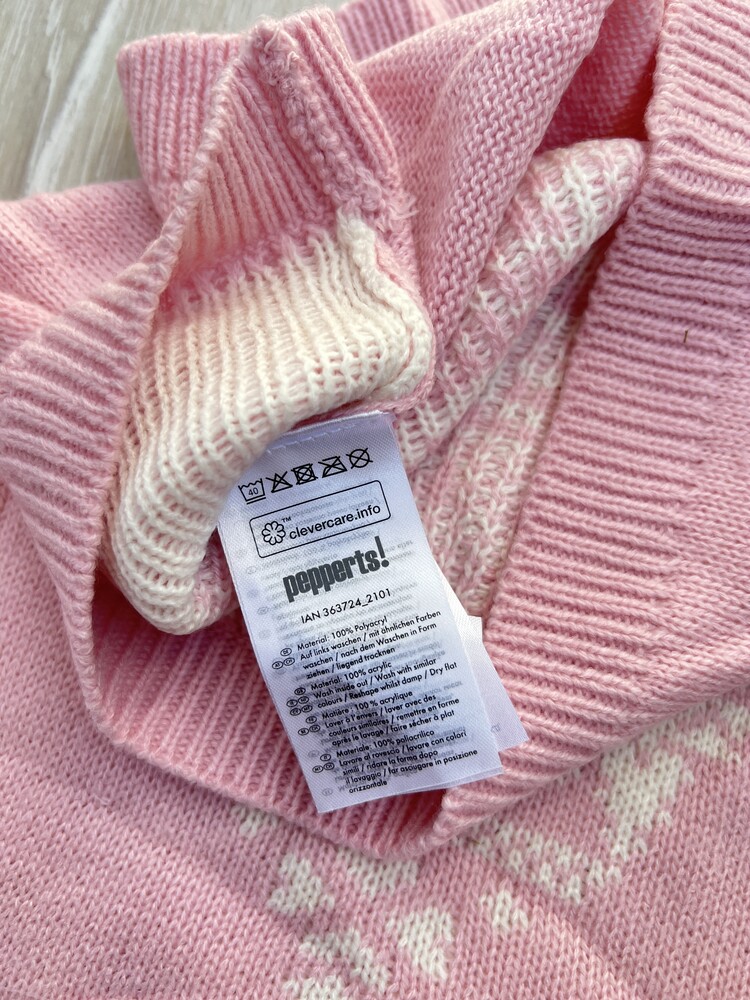 40
clevercare.info
TM
pepperts!
IAN 363724_2101
Material: 100% Polyacryl
Auf links waschen / mit ähnlichen Farben
waschen / nach dem Waschen in Form
ziehen / liegend trocknen
Material: 100% acrylic
Wash inside out / Wash with similar
colours / Reshape whilst damp / Dry flat
Matière: 100 % acrylique
Laver à l'envers / laver avec des
couleurs similaires / remettre en forme
après le lavage / faire sécher à plat
Materiale: 100% poliacrilico
Lavare al rovescio / lavare con colori
simili / ridare la forma dopo
il lavaggio / far asciugare in posizione
orizzontale